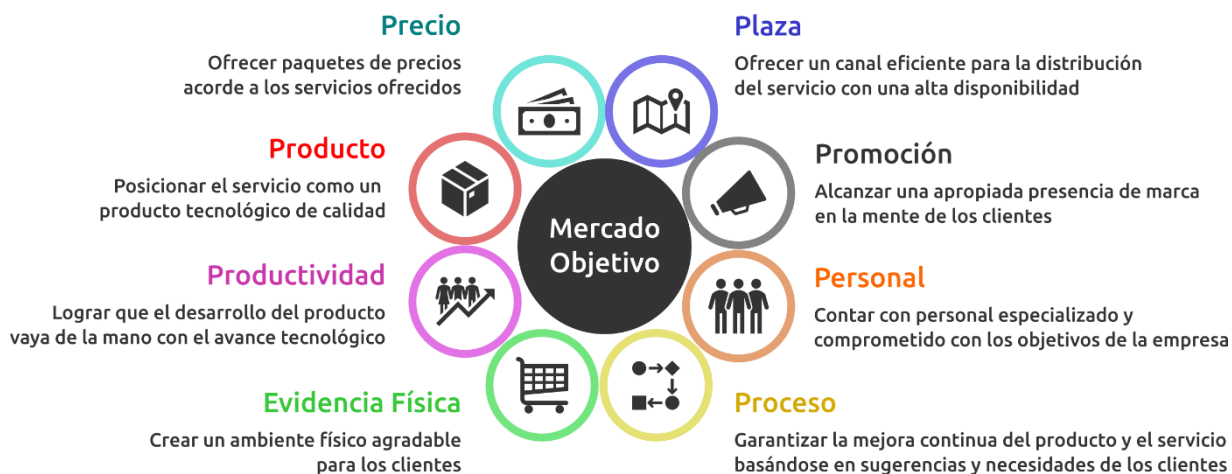 Precio
Ofrecer paquetes de precios
acorde a los servicios ofrecidos
Plaza
Ofrecer un canal eficiente para la distribución
del servicio con una alta disponibilidad
Producto
Posicionar el servicio como un
producto tecnológico de calidad
Promoción
Alcanzar una apropiada presencia de marca
en la mente de los clientes
Mercado
Objetivo
Productividad
Lograr que el desarrollo del producto
vaya de la mano con el avance tecnológico
Personal
Contar con personal especializado y
comprometido con los objetivos de la empresa
Evidencia Física
Crear un ambiente físico agradable
para los clientes
Proceso
Garantizar la mejora continua del producto y el servicio
basándose en sugerencias y necesidades de los clientes